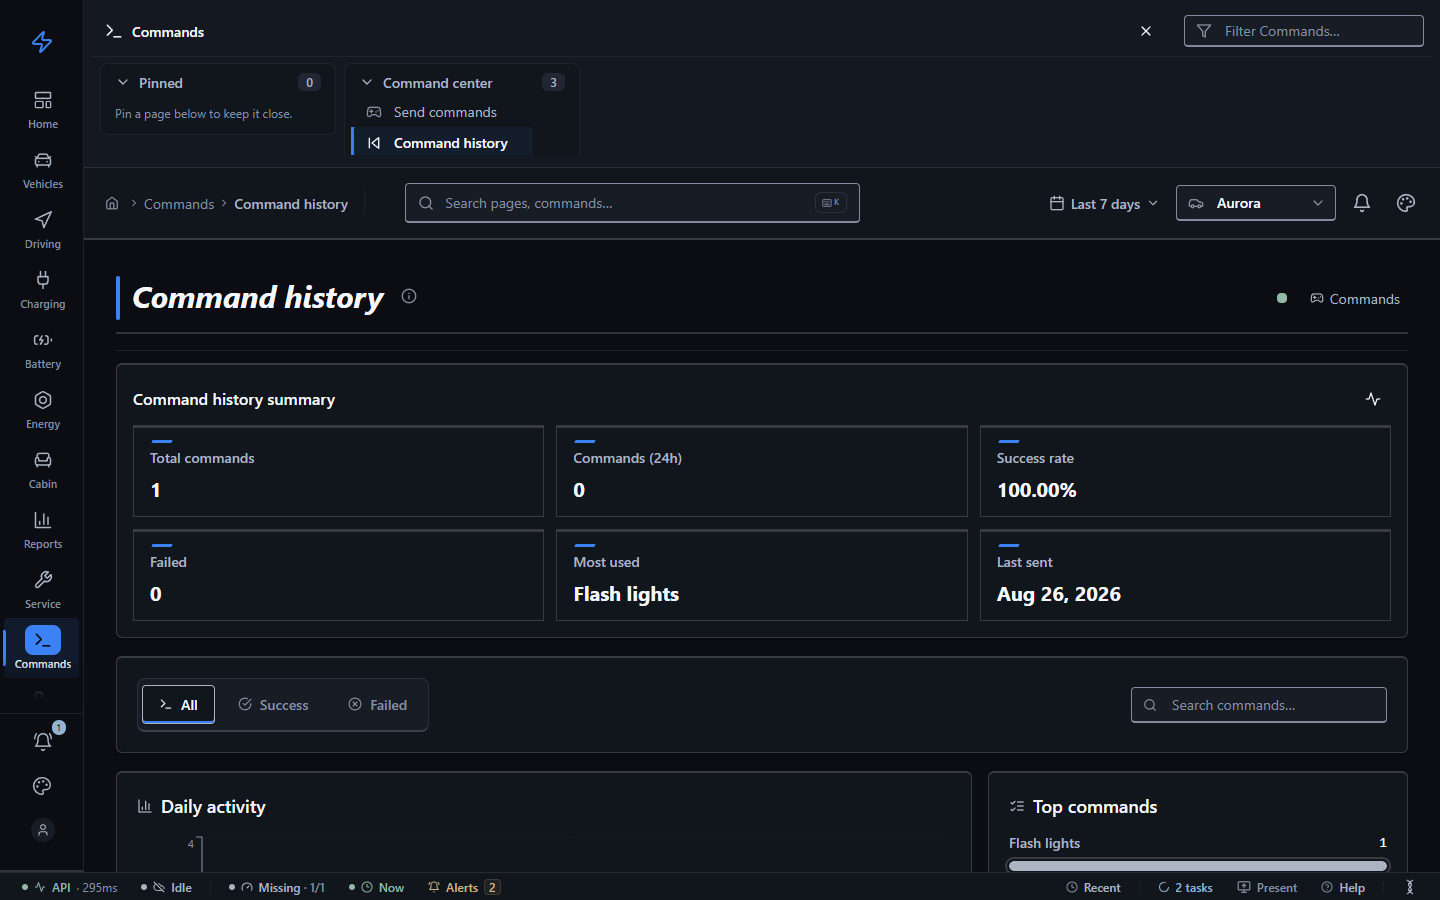 Commands
Filter Commands...
Pinned
0
Pin a page below to keep it close.
Command center
3
Send commands
Command history
Home
Vehicles
Driving
Charging
Battery
Energy
Cabin
Reports
Service
Commands
1
Commands
Command history
Search pages, commands...
K
Last 7 days
Aurora
Command history
Commands
Command history summary
Total commands
1
Commands (24h)
0
Success rate
100.00%
Failed
0
Most used
Flash lights
Last sent
Aug 26, 2026
All
Success
Failed
Search commands...
Daily activity
4
Top commands
Flash lights
1
API · 295ms
Idle
Missing · 1/1
Now
Alerts 2
Recent
2 tasks
Present
Help